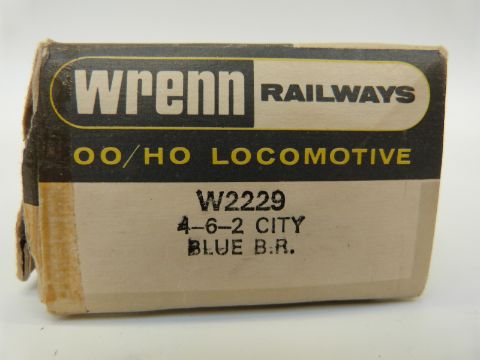 wrenn RAILWAYS
OO/HO LOCOMOTIVE
W2229
4-6-2 CITY
BLUE B.R.